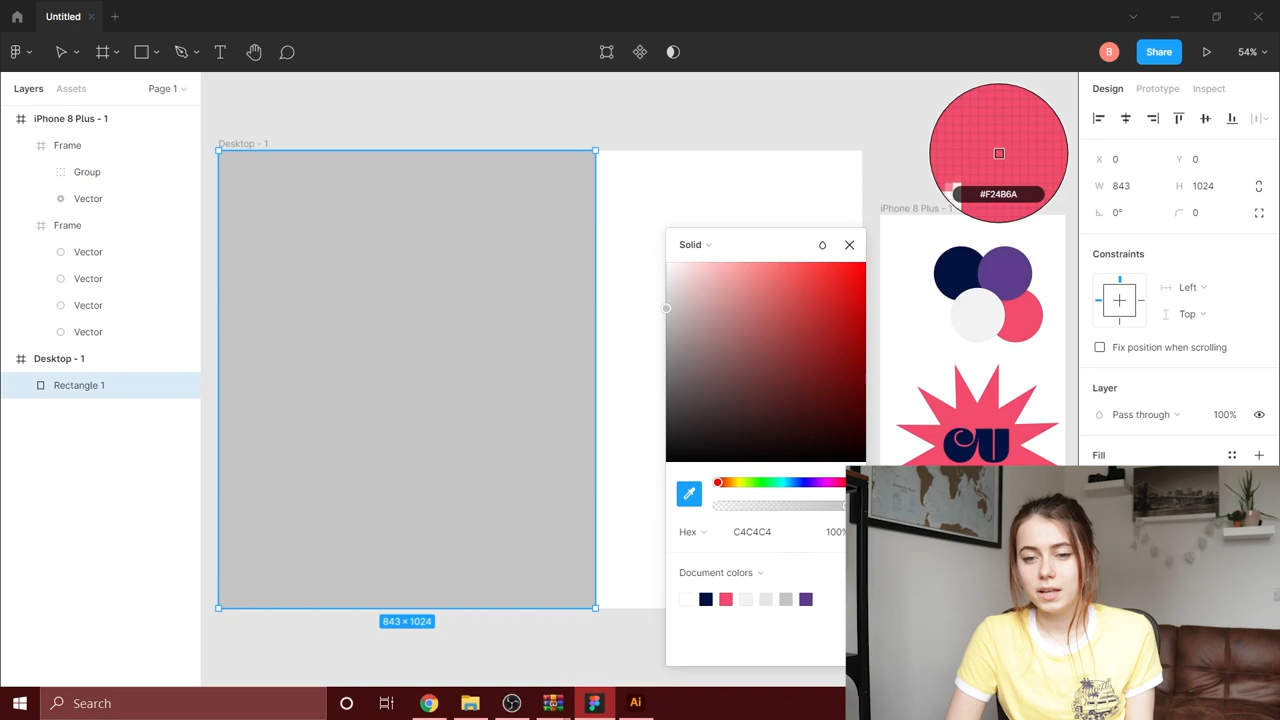 Untitled
54%
Share
B
Layers
Assets
Page 1
iPhone 8 Plus - 1
Frame
Group
Vector
Frame
Vector
Vector
Vector
Vector
Desktop - 1
Rectangle 1
Desktop - 1
843 × 1024
Solid
Hex
C4C4C4
100%
Document colors
#F24B6A
iPhone 8 Plus - 1
CU
Design
Prototype
Inspect
X 0
Y 0
W 843
H 1024
0°
0
Constraints
Left
Top
Fix position when scrolling
Layer
Pass through
100%
Fill
Search
Ai